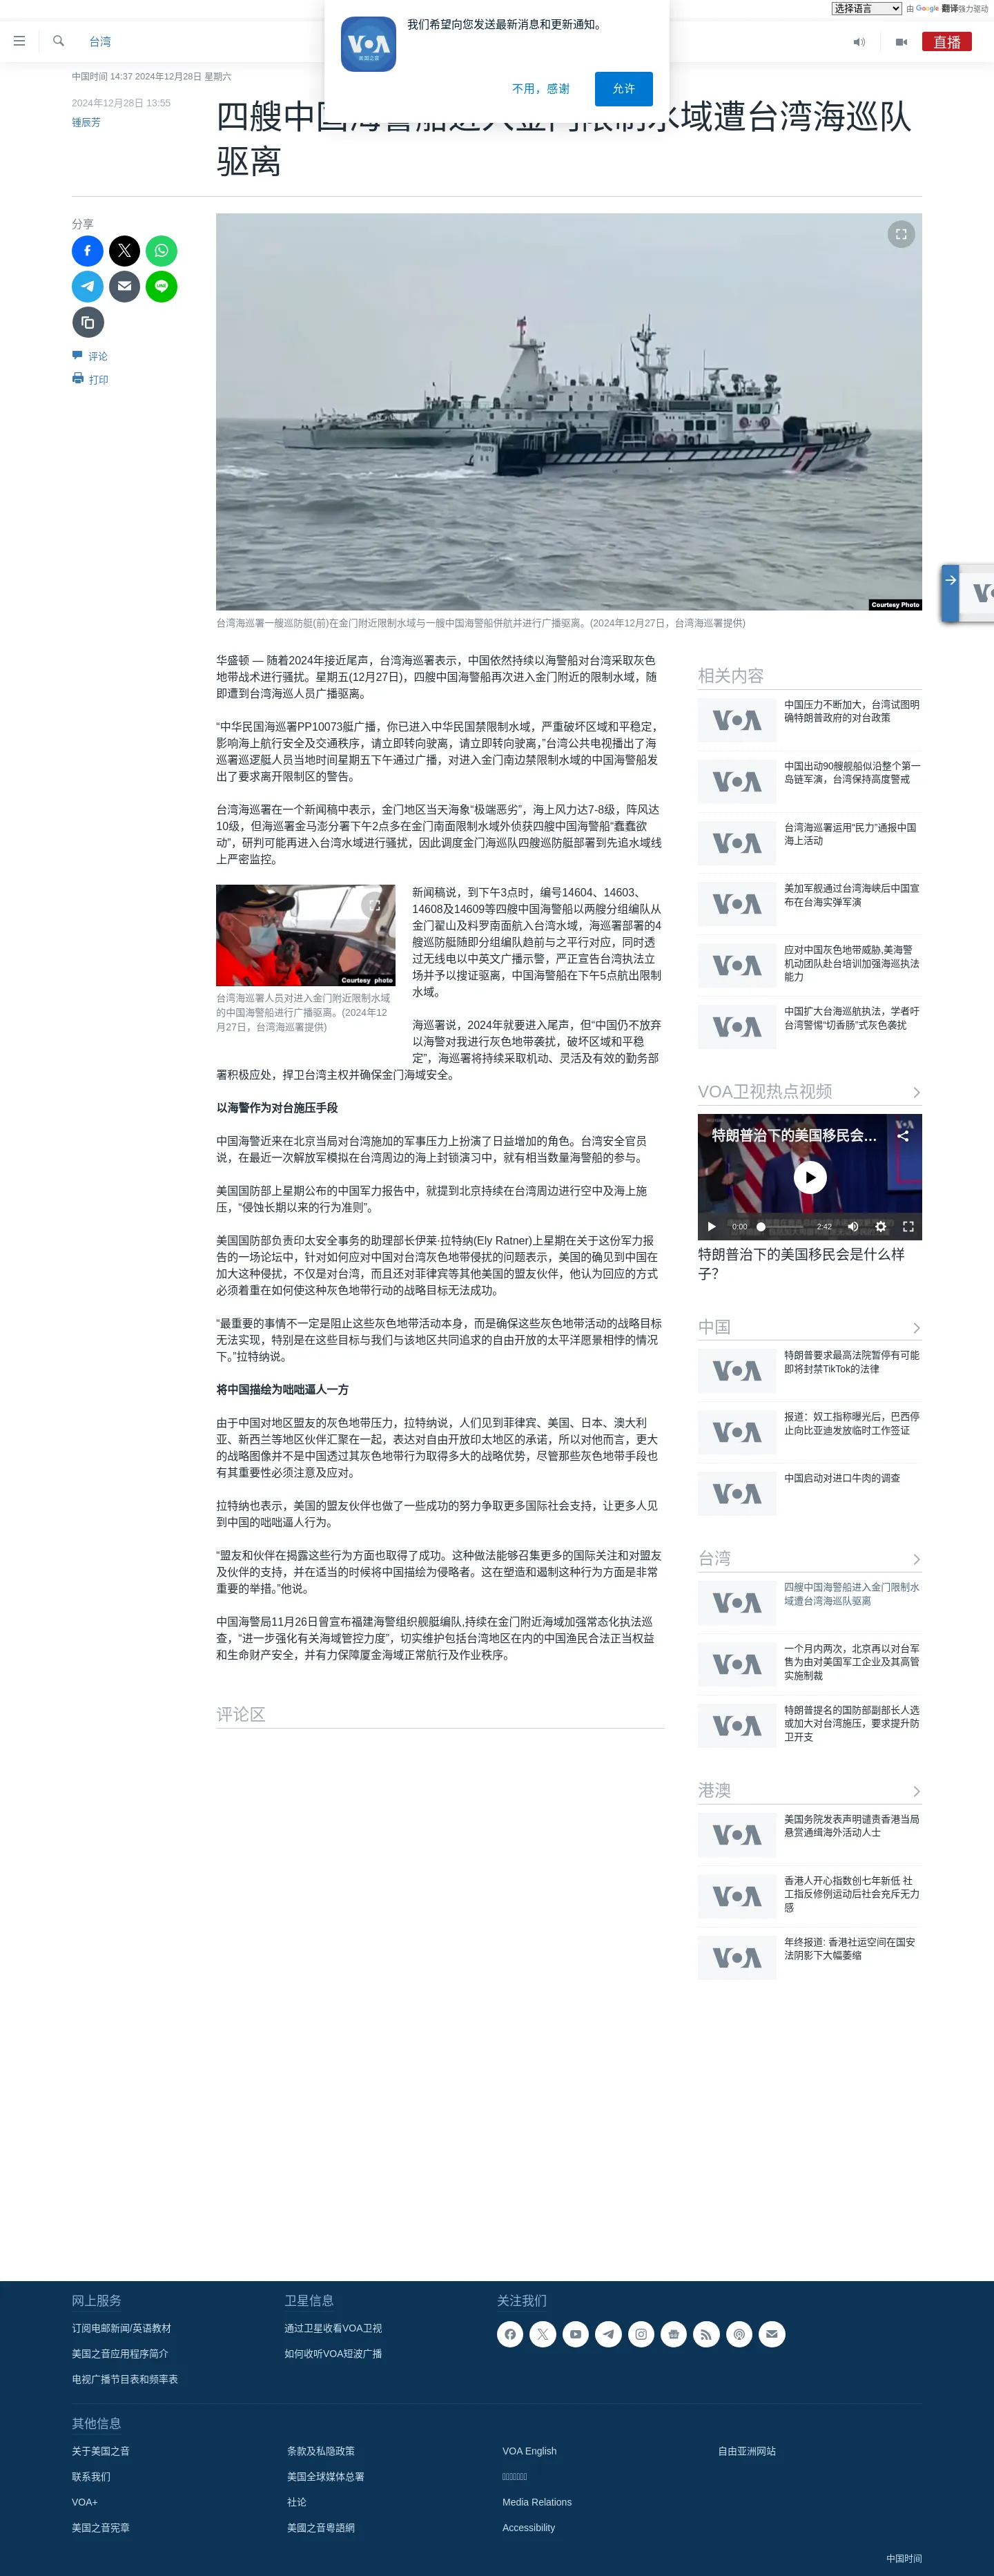 选择语言 由 Google 翻译强力驱动
我们希望向您发送最新消息和更新通知。
VOA
美国之音
不用，感谢
允许
台湾
直播
中国时间 14:37 2024年12月28日 星期六
2024年12月28日 13:55
锺辰芳
四艘中国海警船进入金门限制水域遭台湾海巡队
驱离
分享
评论
打印
Courtesy Photo
台湾海巡署一艘巡防艇(前)在金门附近限制水域与一艘中国海警船併航并进行广播驱离。(2024年12月27日，台湾海巡署提供)
华盛顿 — 随着2024年接近尾声，台湾海巡署表示，中国依然持续以海警船对台湾采取灰色
地带战术进行骚扰。星期五(12月27日)，四艘中国海警船再次进入金门附近的限制水域，随
即遭到台湾海巡人员广播驱离。
“中华民国海巡署PP10073艇广播，你已进入中华民国禁限制水域，严重破坏区域和平稳定，
影响海上航行安全及交通秩序，请立即转向驶离，请立即转向驶离，”台湾公共电视播出了海
巡署巡逻艇人员当地时间星期五下午通过广播，对进入金门南边禁限制水域的中国海警船发
出了要求离开限制区的警告。
台湾海巡署在一个新闻稿中表示，金门地区当天海象“极端恶劣”，海上风力达7-8级，阵风达
10级，但海巡署金马澎分署下午2点多在金门南面限制水域外侦获四艘中国海警船“蠢蠢欲
动”，研判可能再进入台湾水域进行骚扰，因此调度金门海巡队四艘巡防艇部署到先追水域线
上严密监控。
Courtesy photo
台湾海巡署人员对进入金门附近限制水域
的中国海警船进行广播驱离。(2024年12
月27日，台湾海巡署提供)
新闻稿说，到下午3点时，编号14604、14603、
14608及14609等四艘中国海警船以两艘分组编队从
金门翟山及料罗南面航入台湾水域，海巡署部署的4
艘巡防艇随即分组编队趋前与之平行对应，同时透
过无线电以中英文广播示警，严正宣告台湾执法立
场并予以搜证驱离，中国海警船在下午5点航出限制
水域。
海巡署说，2024年就要进入尾声，但“中国仍不放弃
以海警对我进行灰色地带袭扰，破坏区域和平稳
定”，海巡署将持续采取机动、灵活及有效的勤务部
署积极应处，捍卫台湾主权并确保金门海域安全。
以海警作为对台施压手段
中国海警近来在北京当局对台湾施加的军事压力上扮演了日益增加的角色。台湾安全官员
说，在最近一次解放军模拟在台湾周边的海上封锁演习中，就有相当数量海警船的参与。
美国国防部上星期公布的中国军力报告中，就提到北京持续在台湾周边进行空中及海上施
压，“侵蚀长期以来的行为准则”。
美国国防部负责印太安全事务的助理部长伊莱·拉特纳(Ely Ratner)上星期在关于这份军力报
告的一场论坛中，针对如何应对中国对台湾灰色地带侵扰的问题表示，美国的确见到中国在
加大这种侵扰，不仅是对台湾，而且还对菲律宾等其他美国的盟友伙伴，他认为回应的方式
必须着重在如何使这种灰色地带行动的战略目标无法成功。
“最重要的事情不一定是阻止这些灰色地带活动本身，而是确保这些灰色地带活动的战略目标
无法实现，特别是在这些目标与我们与该地区共同追求的自由开放的太平洋愿景相悖的情况
下。”拉特纳说。
将中国描绘为咄咄逼人一方
由于中国对地区盟友的灰色地带压力，拉特纳说，人们见到菲律宾、美国、日本、澳大利
亚、新西兰等地区伙伴汇聚在一起，表达对自由开放印太地区的承诺，所以对他而言，更大
的战略图像并不是中国透过其灰色地带行为取得多大的战略优势，尽管那些灰色地带手段也
有其重要性必须注意及应对。
拉特纳也表示，美国的盟友伙伴也做了一些成功的努力争取更多国际社会支持，让更多人见
到中国的咄咄逼人行为。
“盟友和伙伴在揭露这些行为方面也取得了成功。这种做法能够召集更多的国际关注和对盟友
及伙伴的支持，并在适当的时候将中国描绘为侵略者。这在塑造和遏制这种行为方面是非常
重要的举措。”他说。
中国海警局11月26日曾宣布福建海警组织舰艇编队,持续在金门附近海域加强常态化执法巡
查，“进一步强化有关海域管控力度”，切实维护包括台湾地区在内的中国渔民合法正当权益
和生命财产安全，并有力保障厦金海域正常航行及作业秩序。
评论区
相关内容
VOA
中国压力不断加大，台湾试图明
确特朗普政府的对台政策
VOA
中国出动90艘舰船似沿整个第一
岛链军演，台湾保持高度警戒
VOA
台湾海巡署运用“民力”通报中国
海上活动
VOA
美加军舰通过台湾海峡后中国宣
布在台海实弹军演
VOA
应对中国灰色地带威胁,美海警
机动团队赴台培训加强海巡执法
能力
VOA
中国扩大台海巡航执法，学者吁
台湾警惕“切香肠”式灰色袭扰
VOA卫视热点视频
特朗普治下的美国移民会...
0:00
2:42
特朗普治下的美国移民会是什么样
子？
中国
VOA
特朗普要求最高法院暂停有可能
即将封禁TikTok的法律
VOA
报道：奴工指称曝光后，巴西停
止向比亚迪发放临时工作签证
VOA
中国启动对进口牛肉的调查
台湾
VOA
四艘中国海警船进入金门限制水
域遭台湾海巡队驱离
VOA
一个月内两次，北京再以对台军
售为由对美国军工企业及其高管
实施制裁
VOA
特朗普提名的国防部副部长人选
或加大对台湾施压，要求提升防
卫开支
港澳
VOA
美国务院发表声明谴责香港当局
悬赏通缉海外活动人士
VOA
香港人开心指数创七年新低 社
工指反修例运动后社会充斥无力
感
VOA
年终报道: 香港社运空间在国安
法阴影下大幅萎缩
网上服务
订阅电邮新闻/英语教材
美国之音应用程序简介
电视广播节目表和频率表
卫星信息
通过卫星收看VOA卫视
如何收听VOA短波广播
关注我们
其他信息
关于美国之音
联系我们
VOA+
美国之音宪章
条款及私隐政策
美国全球媒体总署
社论
美國之音粵語網
VOA English
Media Relations
Accessibility
自由亚洲网站
中国时间